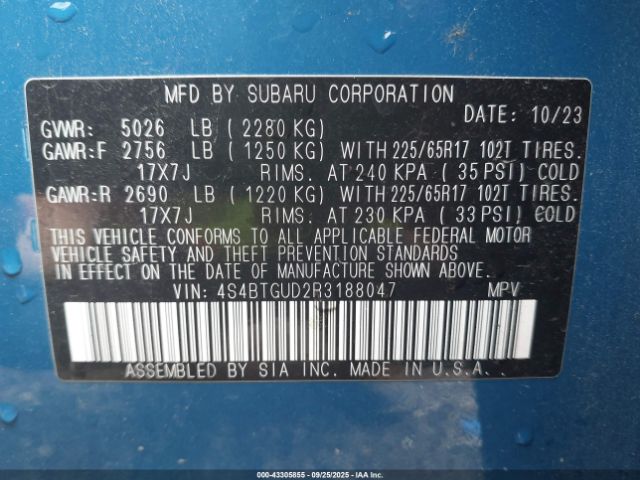 MFD BY SUBARU CORPORATION
DATE: 10/23
GVWR: 5026 LB ( 2280 KG)
GAWR:F 2756 LB ( 1250 KG) WITH 225/65R17 102T TIRES.
17X7J RIMS. AT 240 KPA ( 35 PSI) COLD
GAWR:R 2690 LB ( 1220 KG) WITH 225/65R17 102T TIRES.
17X7J RIMS. AT 230 KPA ( 33 PSI) COLD
THIS VEHICLE CONFORMS TO ALL APPLICABLE FEDERAL MOTOR
VEHICLE SAFETY AND THEFT PREVENTION STANDARDS
IN EFFECT ON THE DATE OF MANUFACTURE SHOWN ABOVE.
VIN: 4S4BTGUD2R3188047 MPV
ASSEMBLED BY SIA INC. MADE IN U.S.A.
000-43305855 - 09/25/2025 - IAAI.COM